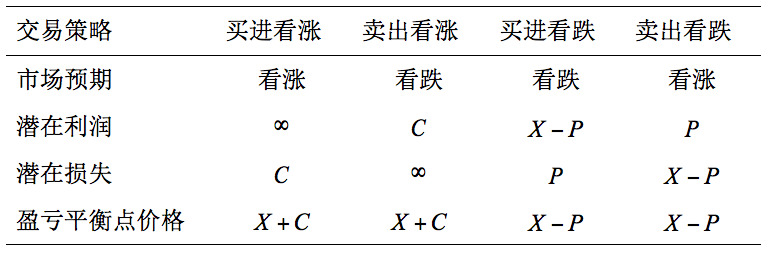 交易策略 买进看涨 卖出看涨 买进看跌 卖出看跌
市场预期 看涨 看跌 看跌 看涨
潜在利润 ∞ C X − P P
潜在损失 C ∞ P X − P
盈亏平衡点价格 X + C X + C X − P X − P